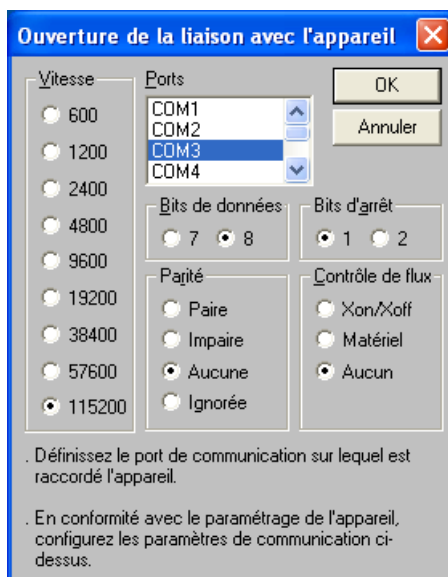 Ouverture de la liaison avec l'appareil
Vitesse
600
1200
2400
4800
9600
19200
38400
57600
115200
Ports
COM1
COM2
COM3
COM4
OK
Annuler
Bits de données
7 8
Bits d'arrêt
1 2
Parité
Paire
Impaire
Aucune
Ignorée
Contrôle de flux
Xon/Xoff
Matériel
Aucun
. Définissez le port de communication sur lequel est
raccordé l'appareil.
. En conformité avec le paramétrage de l'appareil,
configurez les paramètres de communication ci-
dessus.